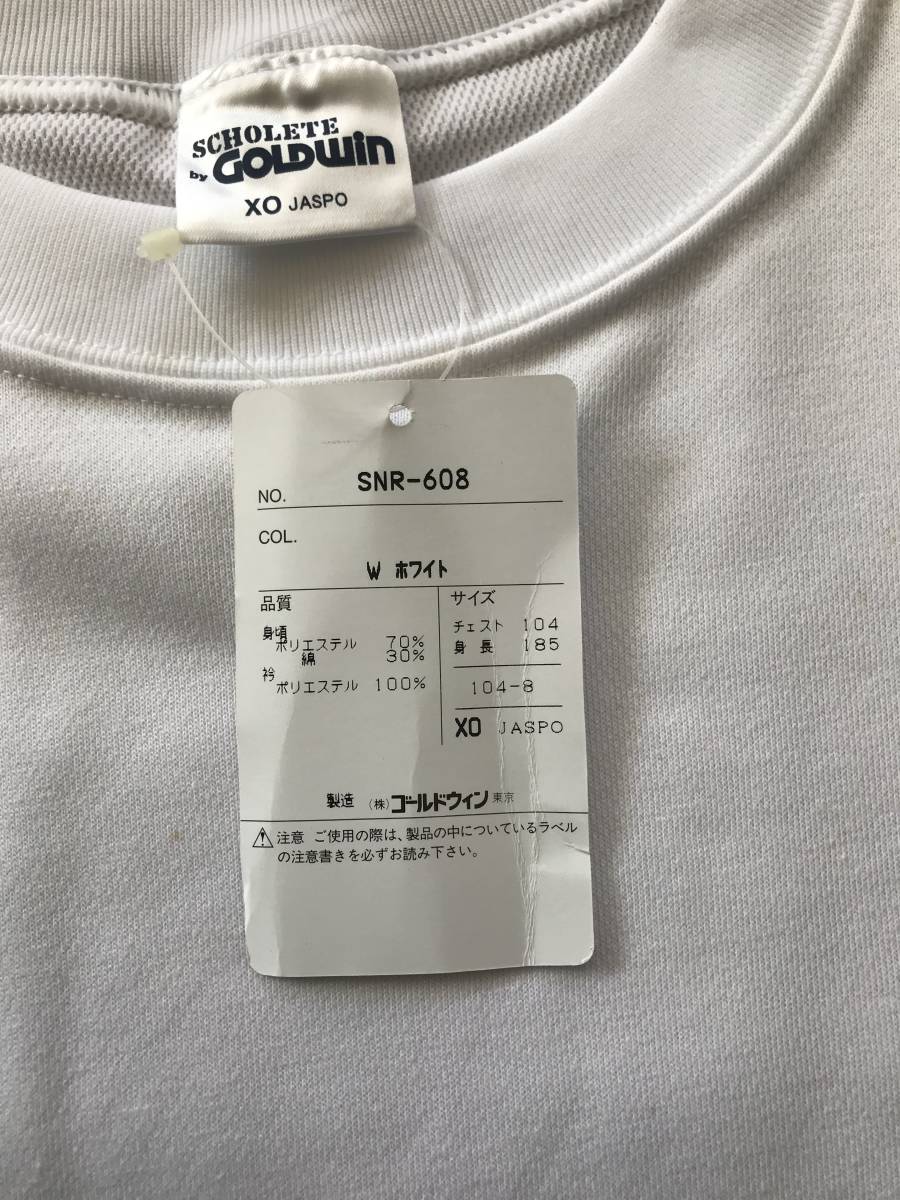 SCHOLETE
by GOLDWIN
XO JASPO
NO. SNR-608
COL.
W ホワイト
品質
身頃
ポリエステル 70%
綿 30%
衿
ポリエステル 100%
サイズ
チェスト 104
身長 185
104-8
XO JASPO
製造 (株)ゴールドウィン 東京
注意 ご使用の際は、製品の中についているラベル
の注意書きを必ずお読み下さい。